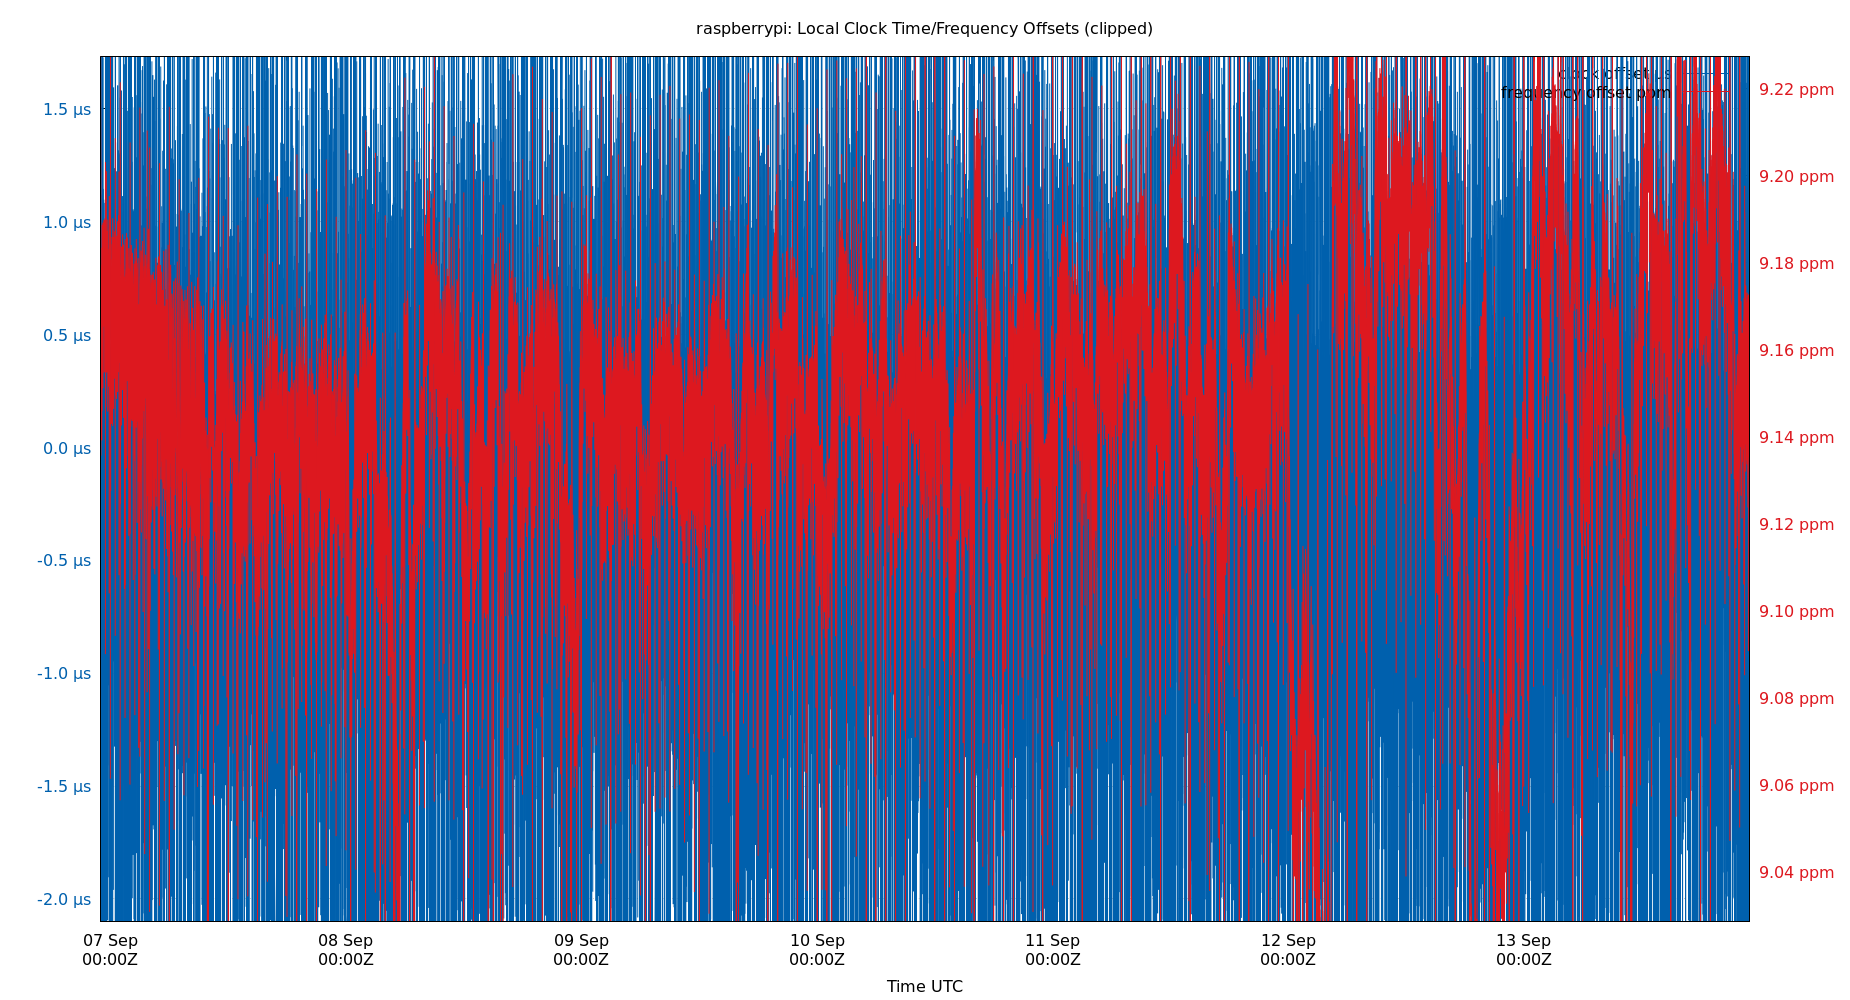 raspberrypi: Local Clock Time/Frequency Offsets (clipped)
clock offset μs
frequency offset ppm
1.5 μs
1.0 μs
0.5 μs
0.0 μs
-0.5 μs
-1.0 μs
-1.5 μs
-2.0 μs
9.22 ppm
9.20 ppm
9.18 ppm
9.16 ppm
9.14 ppm
9.12 ppm
9.10 ppm
9.08 ppm
9.06 ppm
9.04 ppm
07 Sep 08 Sep 09 Sep 10 Sep 11 Sep 12 Sep 13 Sep
00:00Z 00:00Z 00:00Z 00:00Z 00:00Z 00:00Z 00:00Z
Time UTC